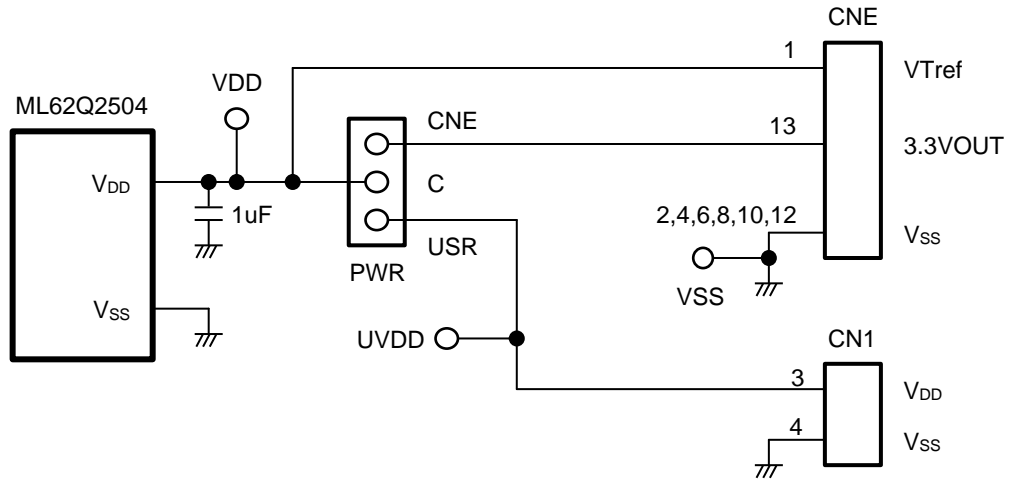 CNE
1
VTref
VDD
ML62Q2504
CNE
13
3.3VOUT
VDD
C
1uF
2,4,6,8,10,12
USR
VSS
PWR
VSS
VSS
UVDD
CN1
3
VDD
4
VSS